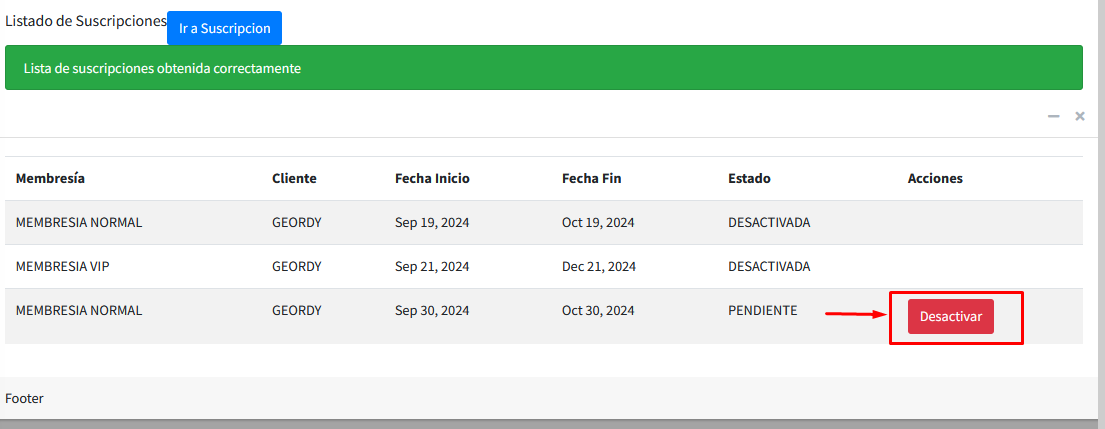 Listado de Suscripciones Ir a Suscripcion
Lista de suscripciones obtenida correctamente
Membresía Cliente Fecha Inicio Fecha Fin Estado Acciones
MEMBRESIA NORMAL GEORDY Sep 19, 2024 Oct 19, 2024 DESACTIVADA
MEMBRESIA VIP GEORDY Sep 21, 2024 Dec 21, 2024 DESACTIVADA
MEMBRESIA NORMAL GEORDY Sep 30, 2024 Oct 30, 2024 PENDIENTE Desactivar
Footer